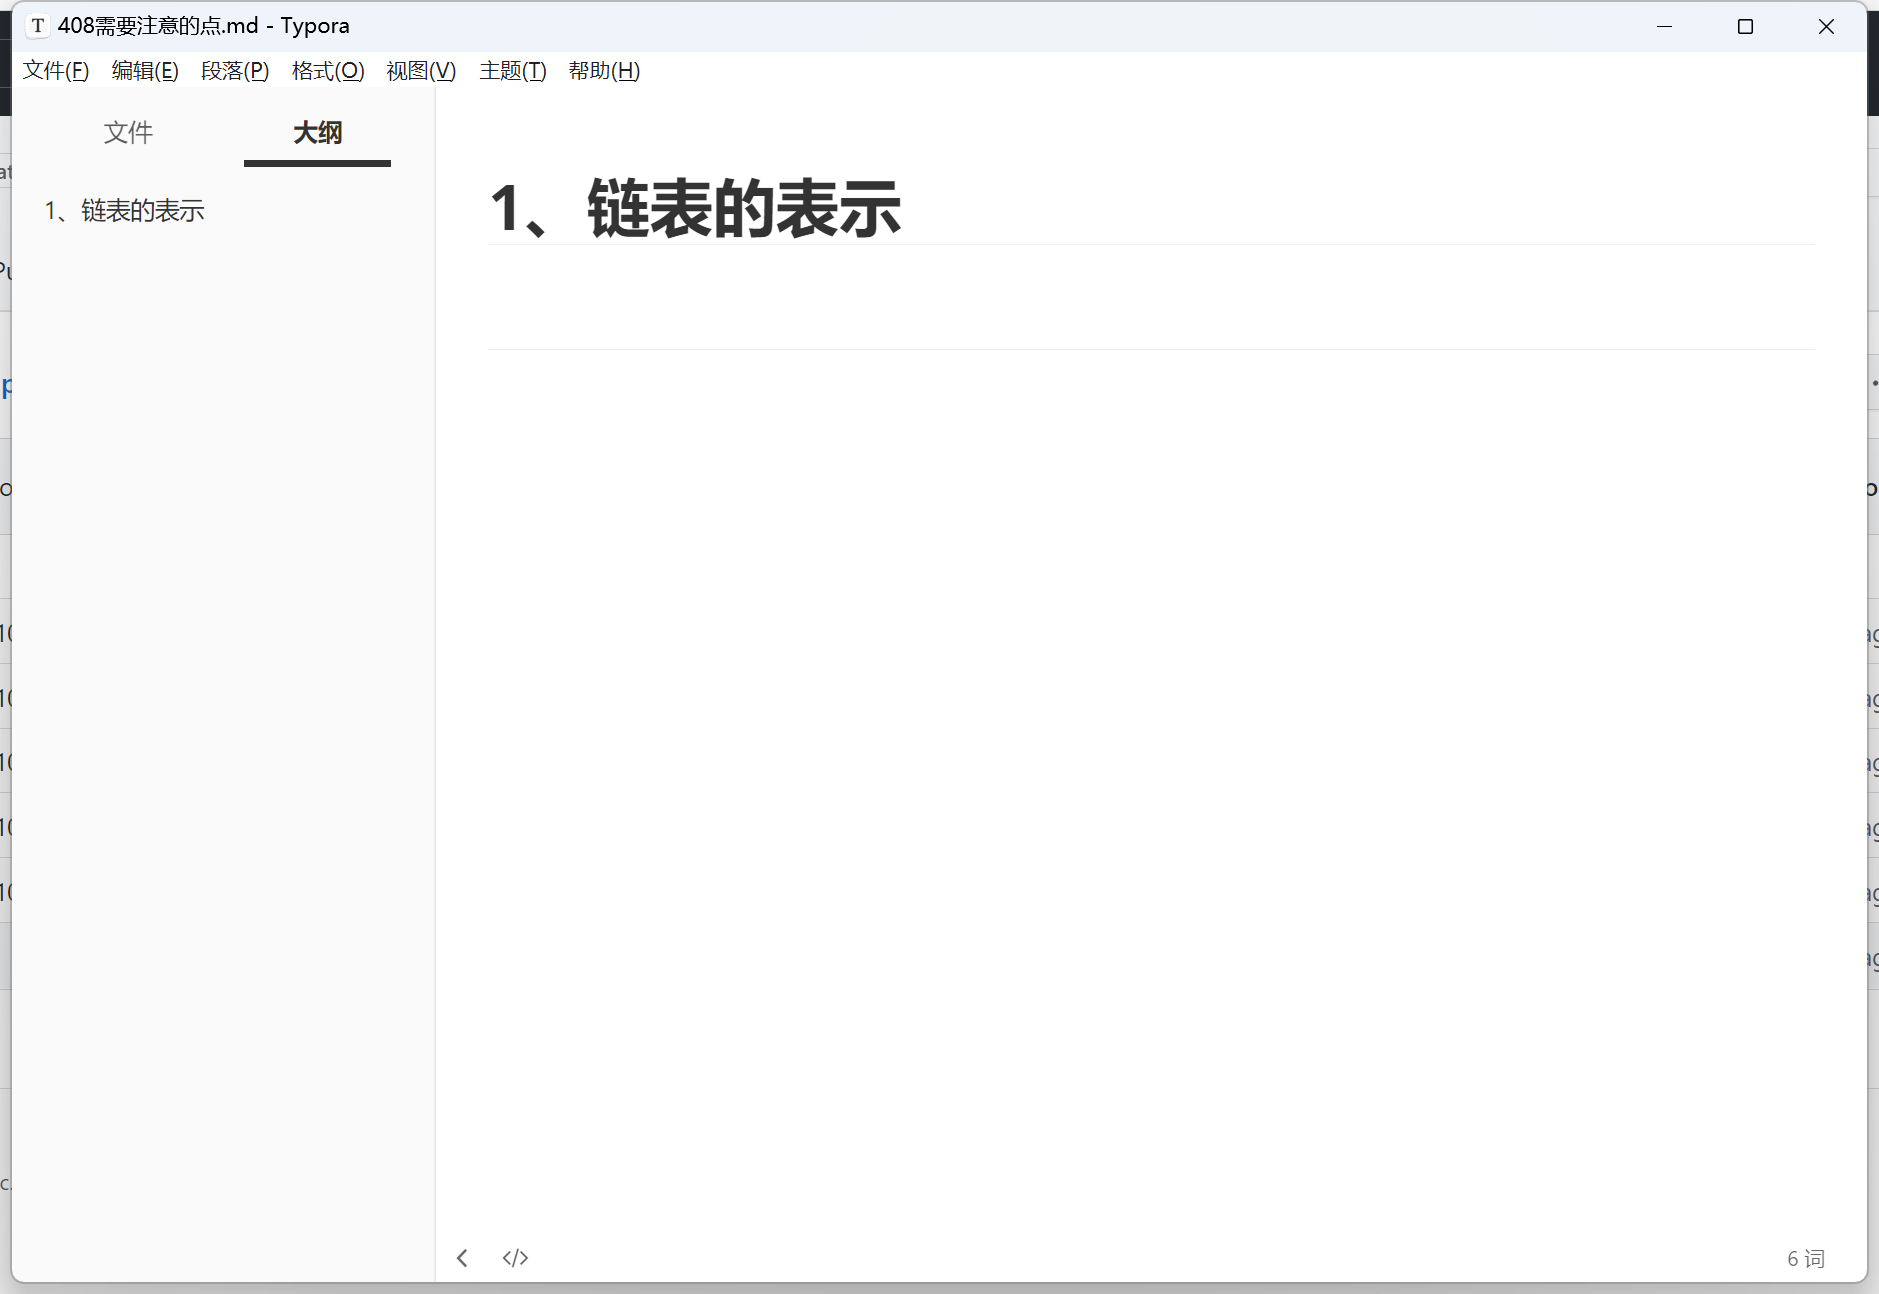 T 408需要注意的点.md - Typora
文件(F) 编辑(E) 段落(P) 格式(O) 视图(V) 主题(T) 帮助(H)
文件 大纲
1、链表的表示
1、链表的表示
</> 6 词